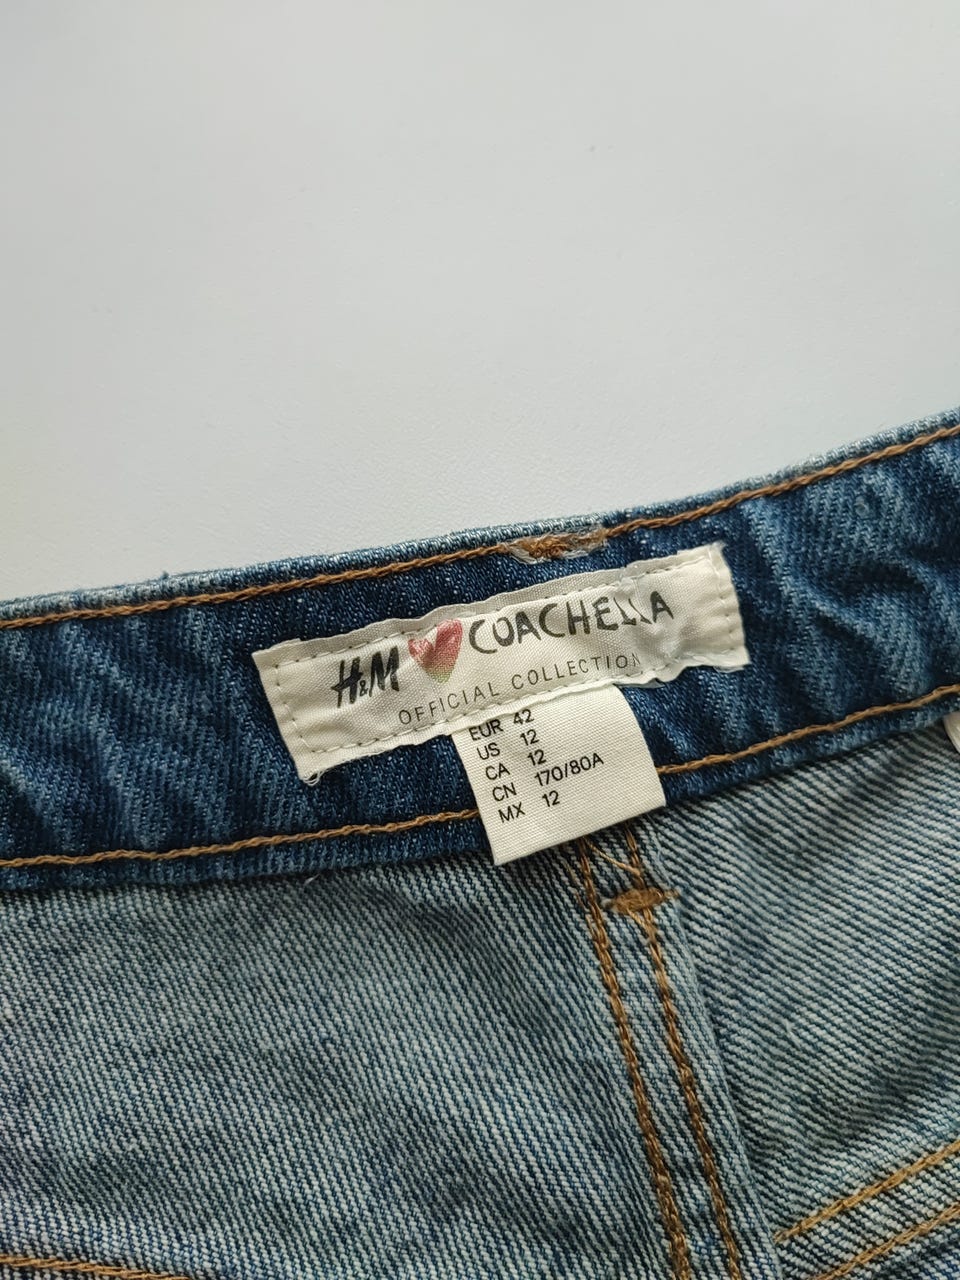 H&M COACHELLA
OFFICIAL COLLECTION
EUR 42
US 12
CA 12
CN 170/80A
MX 12